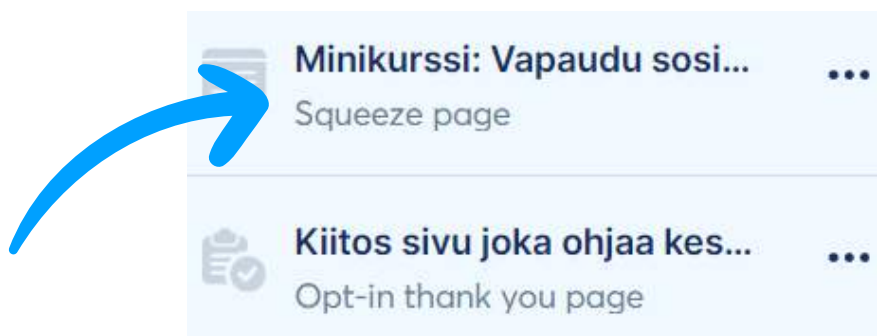 Minikurssi: Vapaudu sosi...
Squeeze page
Kiitos sivu joka ohjaa kes...
Opt-in thank you page